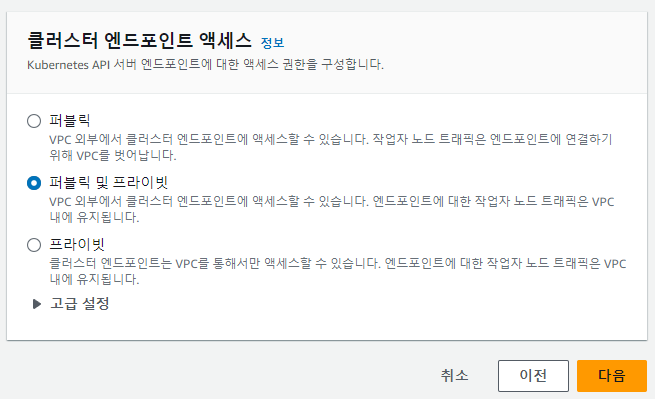 클러스터 엔드포인트 액세스 정보
Kubernetes API 서버 엔드포인트에 대한 액세스 권한을 구성합니다.
퍼블릭
VPC 외부에서 클러스터 엔드포인트에 액세스할 수 있습니다. 작업자 노드 트래픽은 엔드포인트에 연결하기
위해 VPC를 벗어납니다.
퍼블릭 및 프라이빗
VPC 외부에서 클러스터 엔드포인트에 액세스할 수 있습니다. 엔드포인트에 대한 작업자 노드 트래픽은 VPC
내에 유지됩니다.
프라이빗
클러스터 엔드포인트는 VPC를 통해서만 액세스할 수 있습니다. 엔드포인트에 대한 작업자 노드 트래픽은 VPC
내에 유지됩니다.
고급 설정
취소 이전 다음